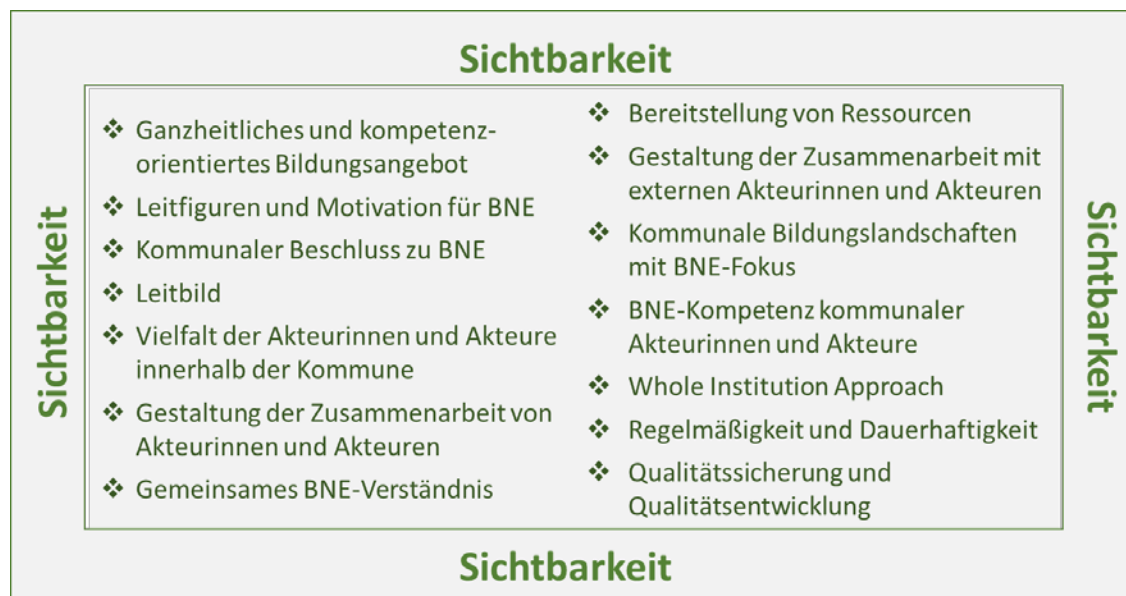 Sichtbarkeit
Sichtbarkeit
❖ Ganzheitliches und kompetenz-
orientiertes Bildungsangebot
❖ Leitfiguren und Motivation für BNE
❖ Kommunaler Beschluss zu BNE
❖ Leitbild
❖ Vielfalt der Akteurinnen und Akteure
innerhalb der Kommune
❖ Gestaltung der Zusammenarbeit von
Akteurinnen und Akteuren
❖ Gemeinsames BNE-Verständnis
❖ Bereitstellung von Ressourcen
❖ Gestaltung der Zusammenarbeit mit
externen Akteurinnen und Akteuren
❖ Kommunale Bildungslandschaften
mit BNE-Fokus
❖ BNE-Kompetenz kommunaler
Akteurinnen und Akteure
❖ Whole Institution Approach
❖ Regelmäßigkeit und Dauerhaftigkeit
❖ Qualitätssicherung und
Qualitätsentwicklung
Sichtbarkeit
Sichtbarkeit